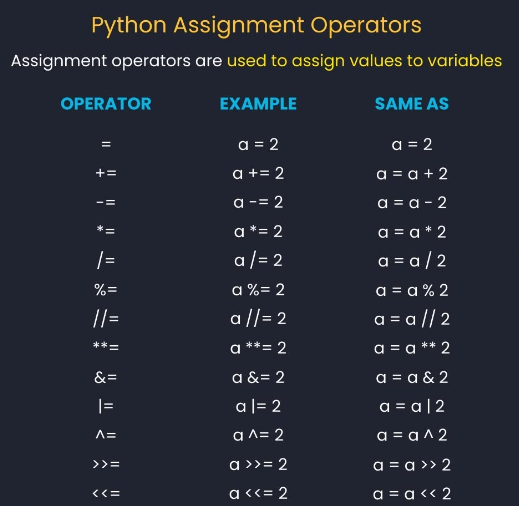 Python Assignment Operators
Assignment operators are used to assign values to variables
OPERATOR EXAMPLE SAME AS
= a = 2 a = 2
+= a += 2 a = a + 2
-= a -= 2 a = a - 2
*= a *= 2 a = a * 2
/= a /= 2 a = a / 2
%= a %= 2 a = a % 2
//= a //= 2 a = a // 2
**= a **= 2 a = a ** 2
&= a &= 2 a = a & 2
|= a |= 2 a = a | 2
^= a ^= 2 a = a ^ 2
>>= a >>= 2 a = a >> 2
<<= a <<= 2 a = a << 2